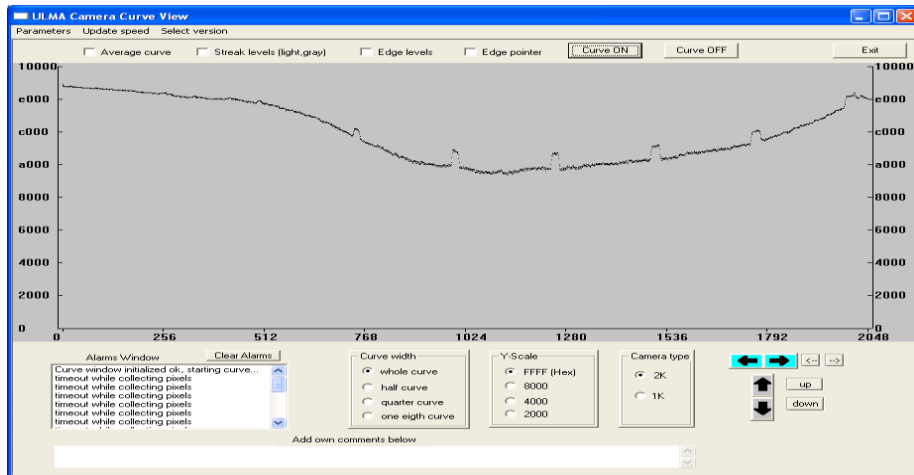 ULMA Camera Curve View
Parameters Update speed Select version
Average curve Streak levels (light,gray) Edge levels Edge pointer Curve ON Curve OFF Exit
10000 10000
e000 e000
c000 c000
a000 a000
8000 8000
6000 6000
4000 4000
2000 2000
0 0
0 256 512 768 1024 1280 1536 1792 2048
Alarms Window Clear Alarms
Curve window initialized ok, starting curve...
timeout while collecting pixels
timeout while collecting pixels
timeout while collecting pixels
timeout while collecting pixels
timeout while collecting pixels
timeout while collecting pixels
Curve width
whole curve
half curve
quarter curve
one eigth curve
Y-Scale
FFFF (Hex)
8000
4000
2000
Camera type
2K
1K
<-- -->
up
down
Add own comments below